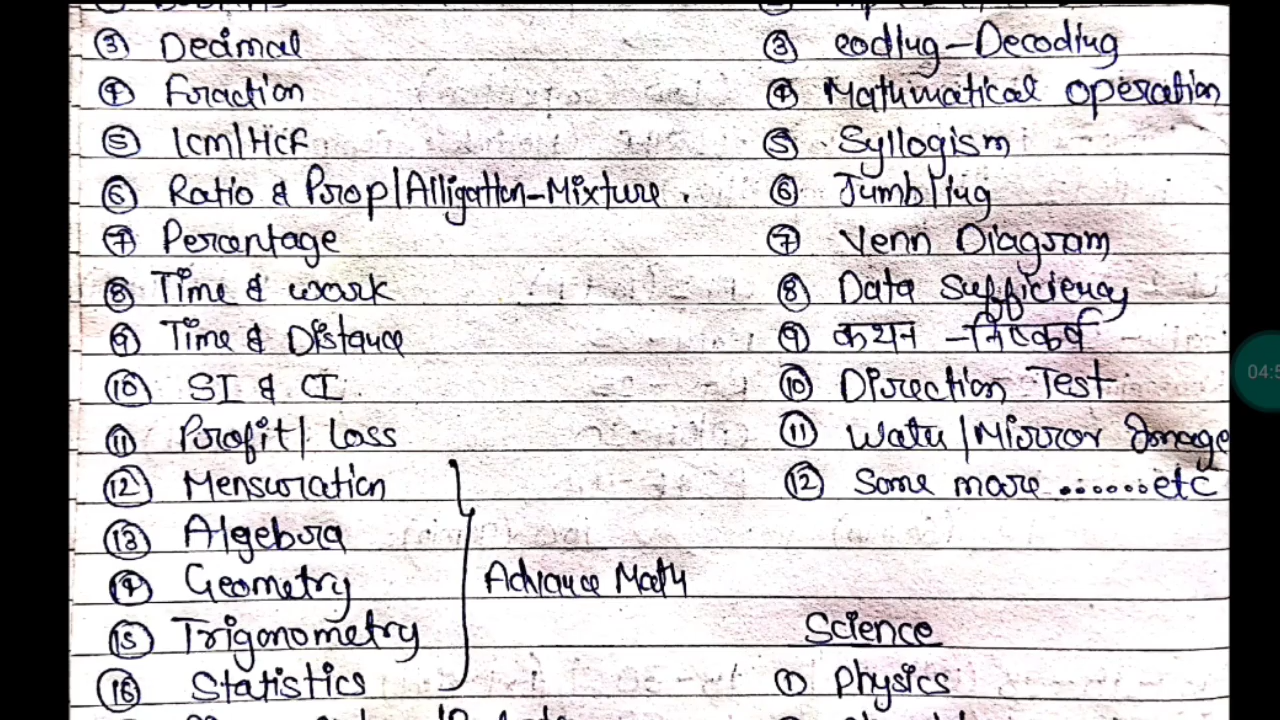 ③ Decimal
④ Fraction
⑤ lcm/Hcf
⑥ Ratio & Prop/Alligation-Mixture.
⑦ Percentage
⑧ Time & work
⑨ Time & Distance
⑩ SI & CI
⑪ Profit/Loss
⑫ Mensuration
⑬ Algebra
⑭ Geometry
⑮ Trigonometry
⑯ Statistics
Advance Math
③ coding-Decoding
④ Mathematical operation
⑤ Syllogism
⑥ Jumbling
⑦ Venn Diagram
⑧ Data Sufficiency
⑨ कथन -निष्कर्ष
⑩ Direction Test
⑪ Water/Mirror Image
⑫ Some more ......etc
Science
① Physics
04:5